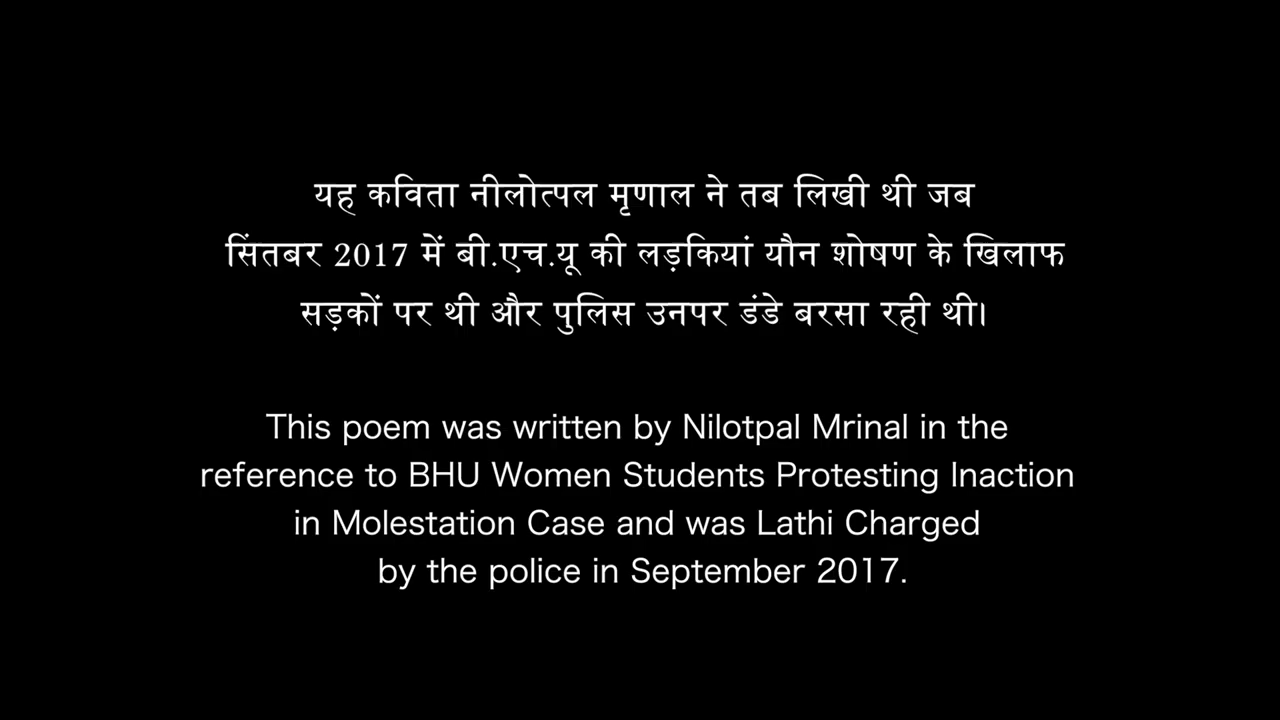 यह कविता नीलोत्पल मृणाल ने तब लिखी थी जब
सिंतबर 2017 में बी.एच.यू की लड़कियां यौन शोषण के खिलाफ
सड़कों पर थी और पुलिस उनपर डंडे बरसा रही थी।
This poem was written by Nilotpal Mrinal in the
reference to BHU Women Students Protesting Inaction
in Molestation Case and was Lathi Charged
by the police in September 2017.